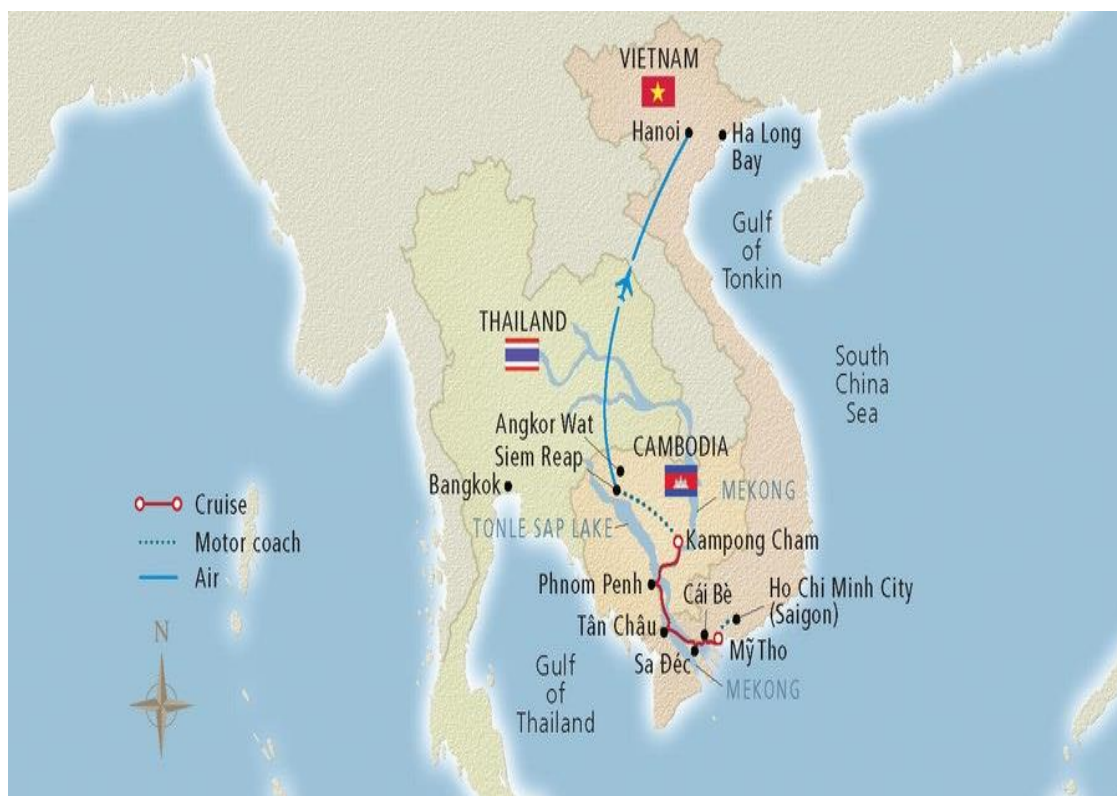 VIETNAM
Hanoi
Ha Long
Bay
Gulf
of
Tonkin
THAILAND
South
China
Sea
Angkor Wat
Siem Reap
CAMBODIA
Bangkok
MEKONG
Cruise
Motor coach
Air
TONLE SAP LAKE
Kampong Cham
Phnom Penh
Cái Bè
Ho Chi Minh City
(Saigon)
Tân Châu
Mỹ Tho
Sa Đéc
MEKONG
Gulf
of
Thailand
N